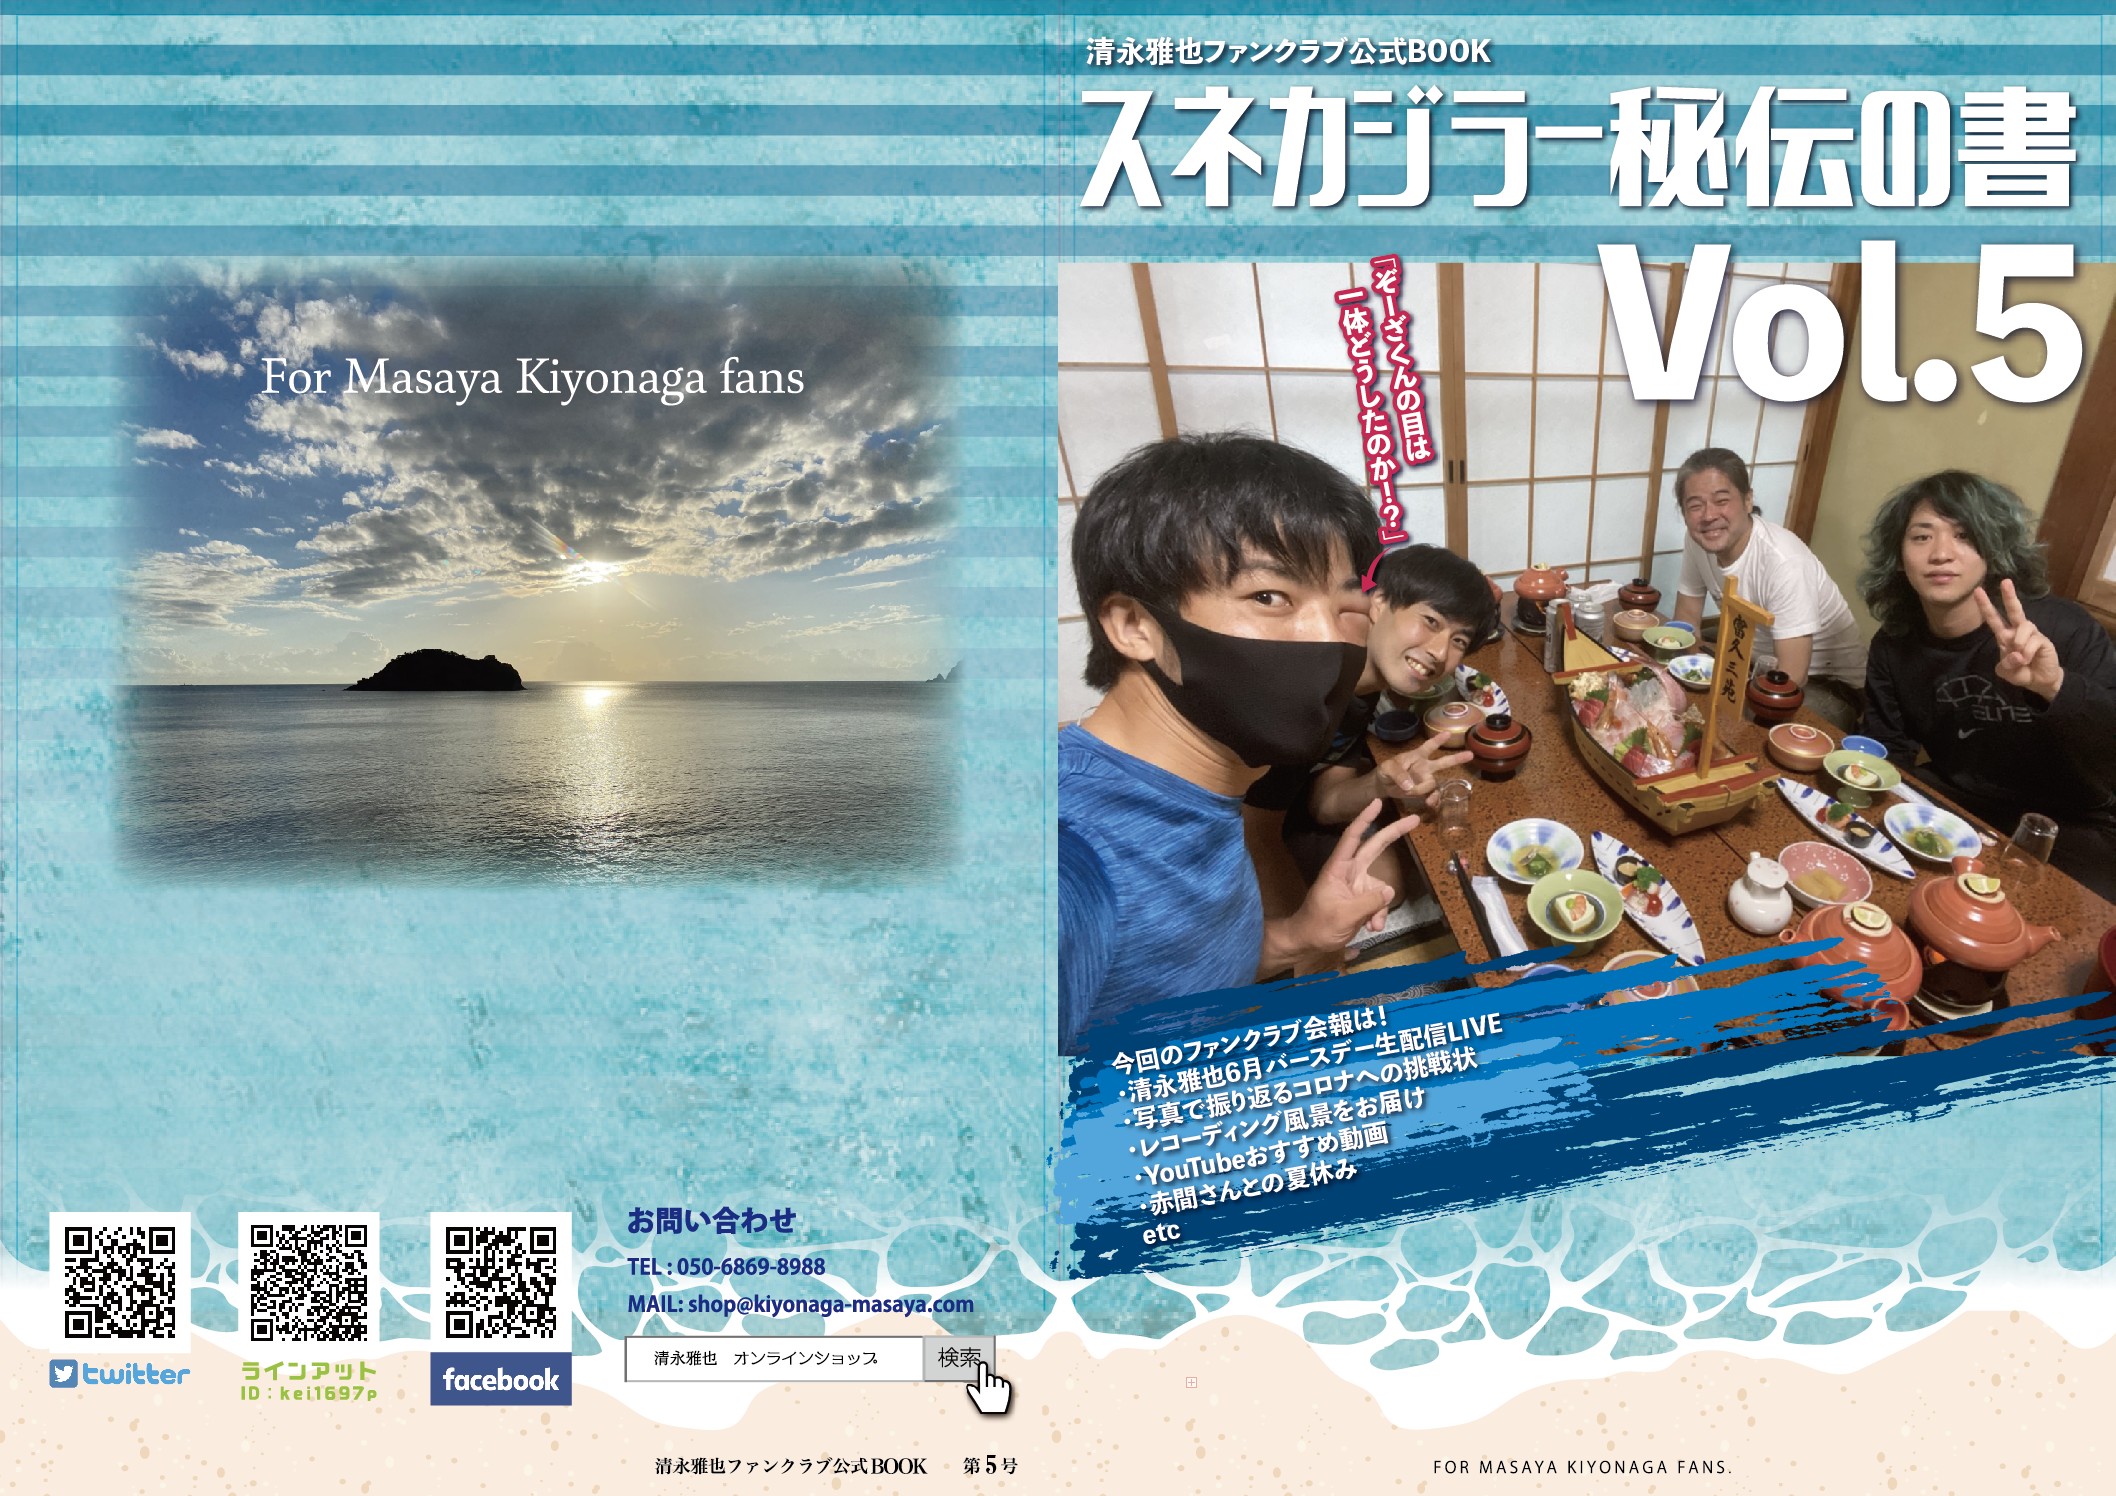 清永雅也ファンクラブ公式BOOK
スネカジラー秘伝の書
Vol.5
「ぞーざくんの目は
一体どうしたのか!?」
富久三苑
今回のファンクラブ会報は!
・清永雅也6月バースデー生配信LIVE
・写真で振り返るコロナへの挑戦状
・レコーディング風景をお届け
・YouTubeおすすめ動画
・赤間さんとの夏休み
etc
FOR MASAYA KIYONAGA FANS.
For Masaya Kiyonaga fans
twitter
ラインアット
ID：kei1697p
facebook
お問い合わせ
TEL : 050-6869-8988
MAIL: shop@kiyonaga-masaya.com
清永雅也　オンラインショップ
検索
清永雅也ファンクラブ公式BOOK　第5号